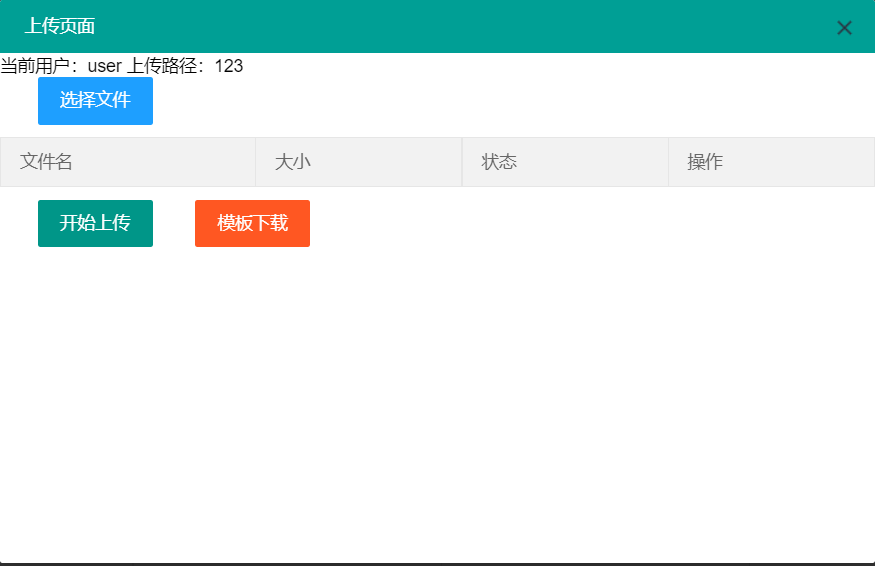 上传页面
当前用户：user 上传路径：123
选择文件
文件名 大小 状态 操作
开始上传 模板下载